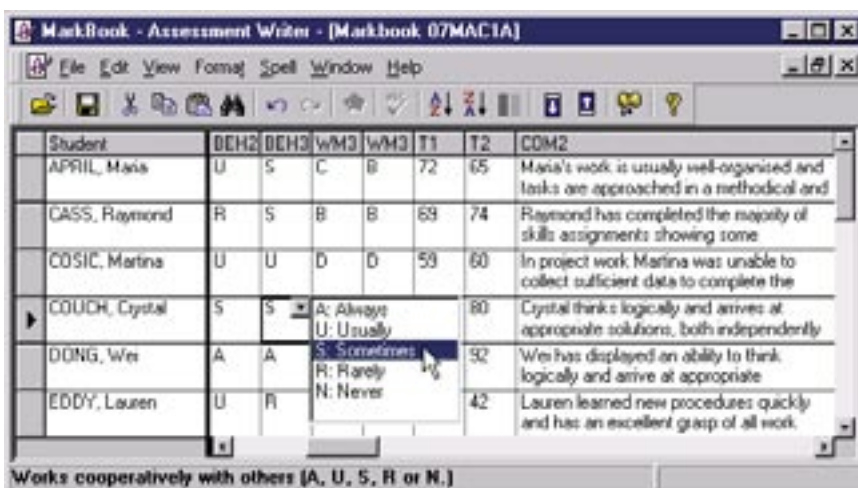 MarkBook - Assessment Writer - [Markbook 07MAC1A]
File Edit View Format Spell Window Help
Student BEH2 BEH3 WM3 WM3 T1 T2 COM2
APRIL, Maria U S C B 72 65 Maria's work is usually well-organised and
tasks are approached in a methodical and
CASS, Raymond R S B B 69 74 Raymond has completed the majority of
skills assignments showing some
COSIC, Martina U U D D 59 60 In project work Martina was unable to
collect sufficient data to complete the
COUCH, Crystal S S 80 Crystal thinks logically and arrives at
appropriate solutions, both independently
A: Always
U: Usually
S: Sometimes
R: Rarely
N: Never
DONG, Wei A A 92 Wei has displayed an ability to think
logically and arrive at appropriate
EDDY, Lauren U R 42 Lauren learned new procedures quickly
and has an excellent grasp of all work
Works cooperatively with others (A, U, S, R or N.)